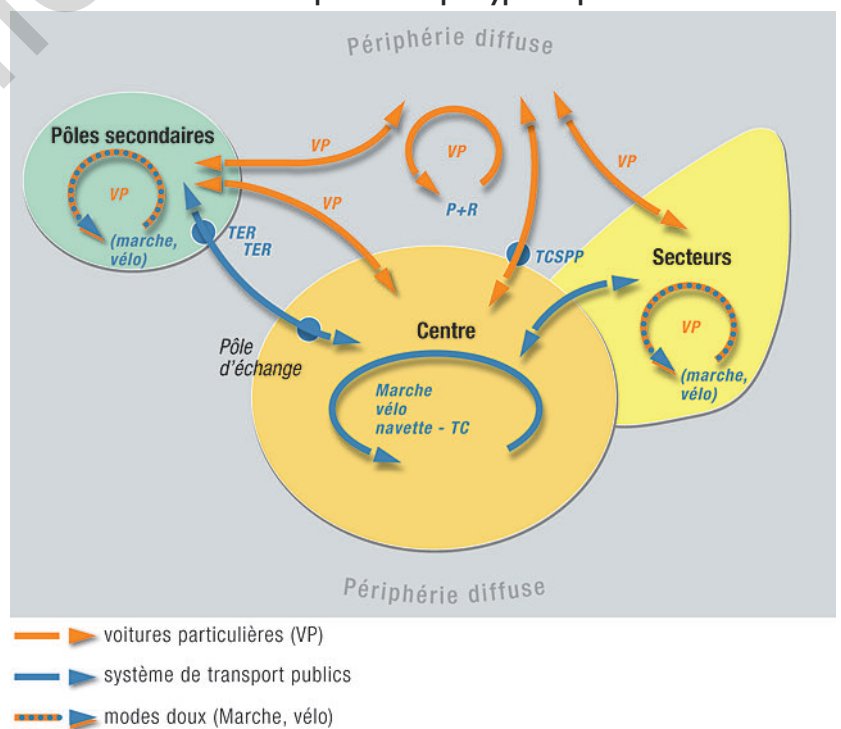 Périphérie diffuse
Pôles secondaires
VP
(marche,
vélo)
VP
VP
VP
P+R
VP
TER
TER
TCSPP
Secteurs
VP
(marche,
vélo)
Pôle
d'échange
Centre
Marche
vélo
navette - TC
Périphérie diffuse
voitures particulières (VP)
système de transport publics
modes doux (Marche, vélo)